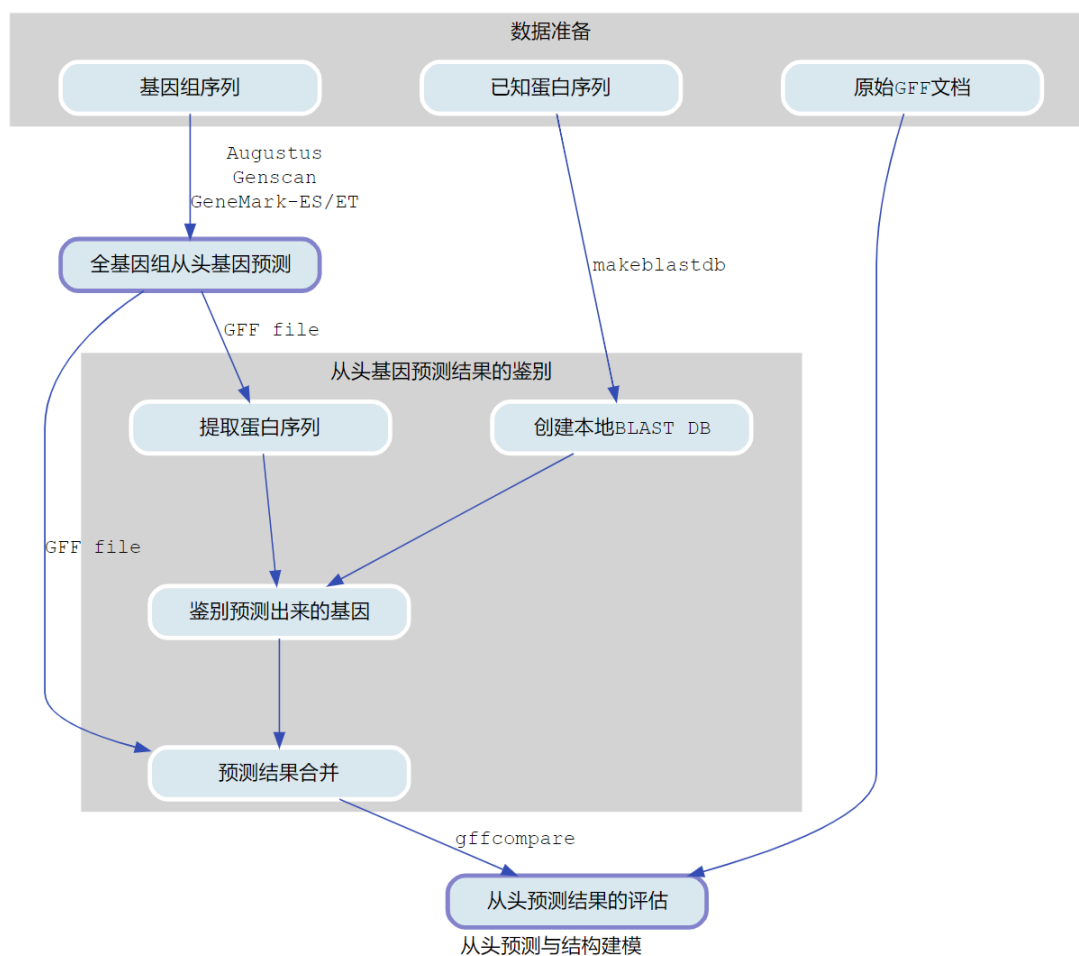 数据准备
基因组序列
已知蛋白序列
原始GFF文档
Augustus
Genscan
GeneMark-ES/ET
全基因组从头基因预测
makeblastdb
GFF file
从头基因预测结果的鉴别
提取蛋白序列
创建本地BLAST DB
GFF file
鉴别预测出来的基因
预测结果合并
gffcompare
从头预测结果的评估
从头预测与结构建模